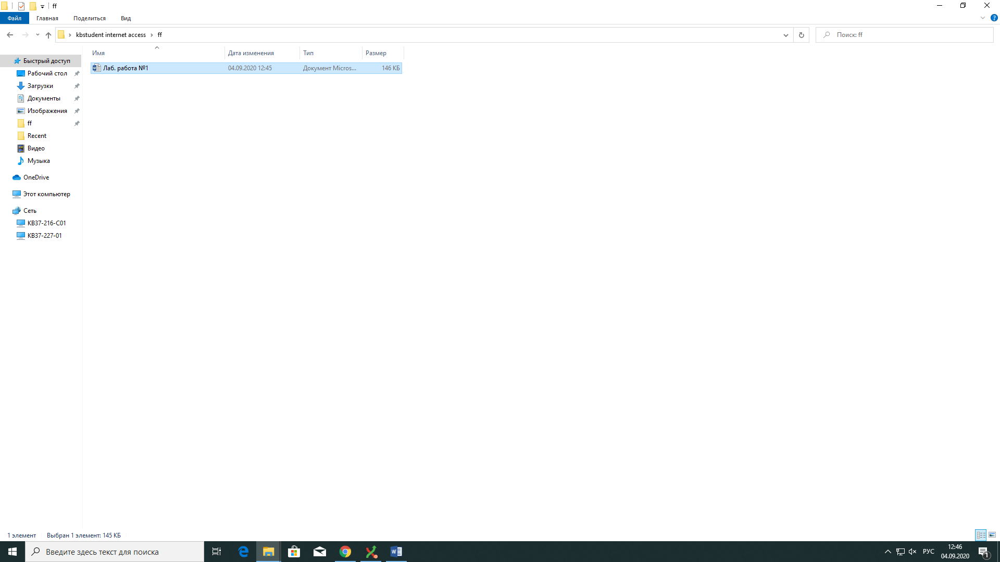 ff
Файл Главная Поделиться Вид
kbstudent internet access ff
Поиск: ff
Имя Дата изменения Тип Размер
Лаб. работа №1 04.09.2020 12:45 Документ Micros... 146 КБ
Быстрый доступ
Рабочий стол
Загрузки
Документы
Изображения
ff
Recent
Видео
Музыка
OneDrive
Этот компьютер
Сеть
KB37-216-C01
KB37-227-01
1 элемент Выбран 1 элемент: 145 КБ
Введите здесь текст для поиска
РУС
12:46
04.09.2020
1